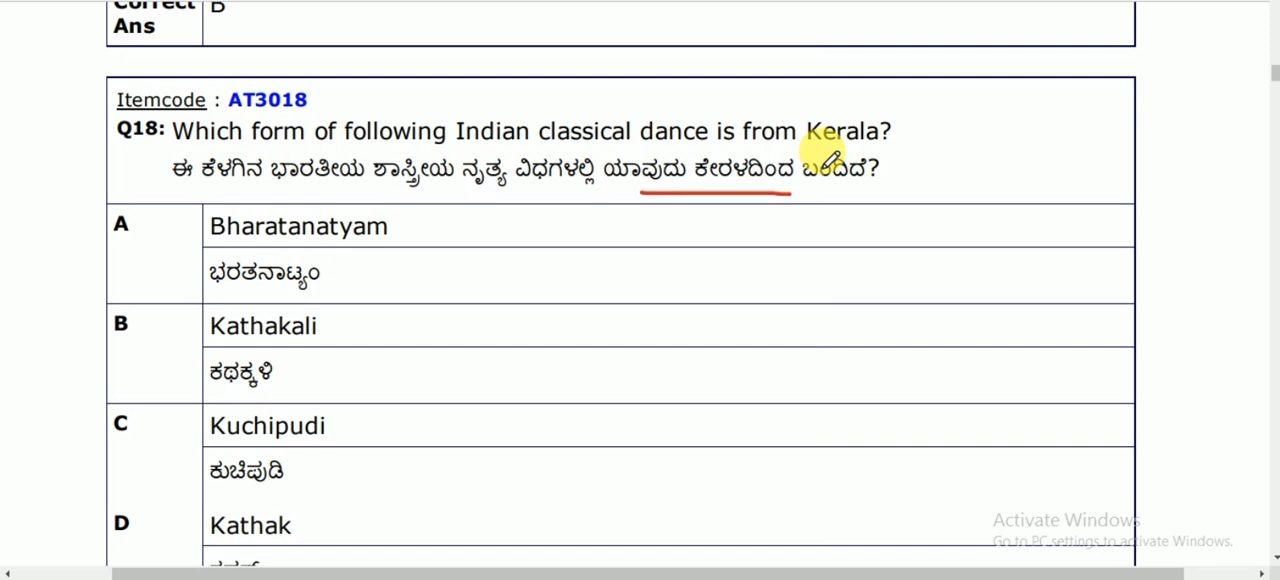 Correct B
Ans
Itemcode : AT3018
Q18: Which form of following Indian classical dance is from Kerala?
ಈ ಕೆಳಗಿನ ಭಾರತೀಯ ಶಾಸ್ತ್ರೀಯ ನೃತ್ಯ ವಿಧಗಳಲ್ಲಿ ಯಾವುದು ಕೇರಳದಿಂದ ಬಂದಿದೆ?
A Bharatanatyam
ಭರತನಾಟ್ಯಂ
B Kathakali
ಕಥಕ್ಕಳಿ
C Kuchipudi
ಕುಚಿಪುಡಿ
D Kathak
Activate Windows
Go to PC settings to activate Windows.